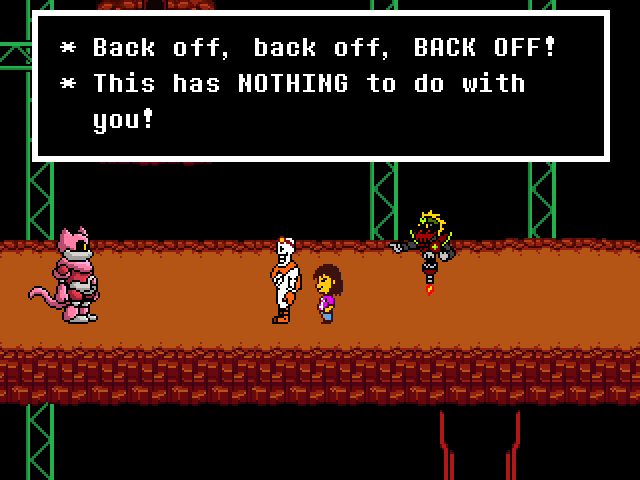 * Back off, back off, BACK OFF!
* This has NOTHING to do with
you!